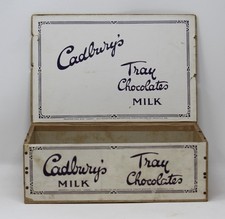 Cadbury's
Tray
Chocolates
MILK
Cadbury's Tray
MILK Chocolates